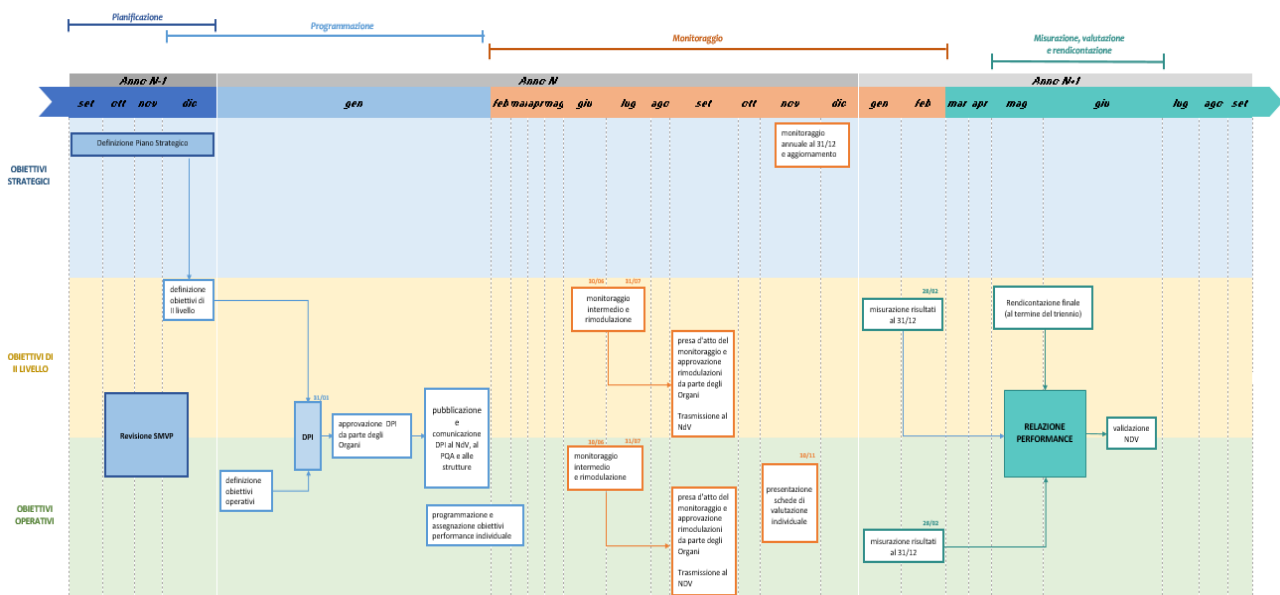 Pianificazione
Programmazione
Monitoraggio
Misurazione, valutazione
e rendicontazione
Anno N-1
Anno N
Anno N+1
set ott nov dic gen feb mar apr mag giu lug ago set ott nov dic gen feb mar apr mag giu lug ago set
OBIETTIVI
STRATEGICI
Definizione Piano Strategico
monitoraggio
annuale al 31/12
e aggiornamento
OBIETTIVI DI
II LIVELLO
definizione
obiettivi di
II livello
Revisione SMVP
31/01
DPI
approvazione DPI
da parte degli
Organi
pubblicazione
e
comunicazione
DPI al NdV, al
PQA e alle
strutture
30/06
31/07
monitoraggio
intermedio e
rimodulazione
presa d'atto del
monitoraggio e
approvazione
rimodulazioni
da parte degli
Organi
Trasmissione al
NdV
28/02
misurazione risultati
al 31/12
Rendicontazione finale
(al termine del triennio)
RELAZIONE
PERFORMANCE
validazione
NDV
OBIETTIVI
OPERATIVI
definizione
obiettivi
operativi
programmazione e
assegnazione obiettivi
performance individuale
30/06
31/07
monitoraggio
intermedio
e rimodulazione
presa d'atto del
monitoraggio e
approvazione
rimodulazioni
da parte degli
Organi
Trasmissione al
NDV
30/11
presentazione
schede di
valutazione
individuale
28/02
misurazione risultati
al 31/12